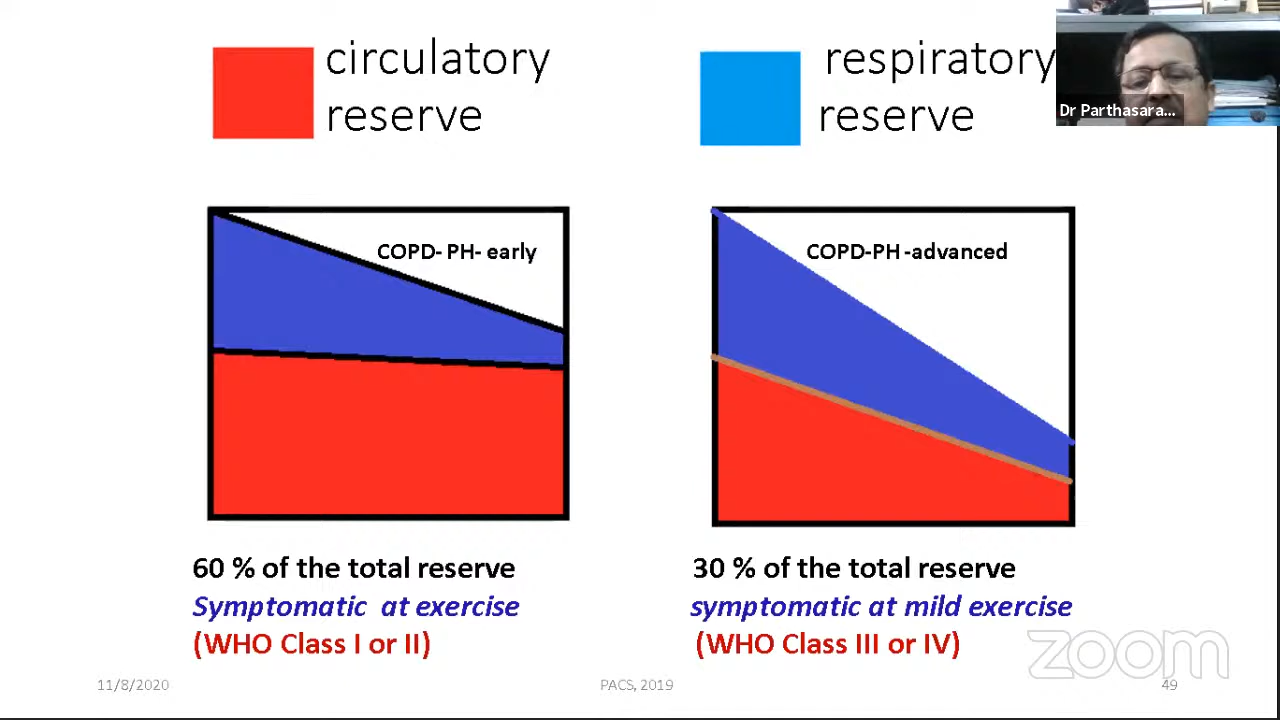 circulatory
reserve
respiratory
reserve
Dr Parthasara...
COPD- PH- early
COPD-PH -advanced
60 % of the total reserve
Symptomatic at exercise
(WHO Class I or II)
30 % of the total reserve
symptomatic at mild exercise
(WHO Class III or IV)
zoom
11/8/2020
PACS, 2019
49